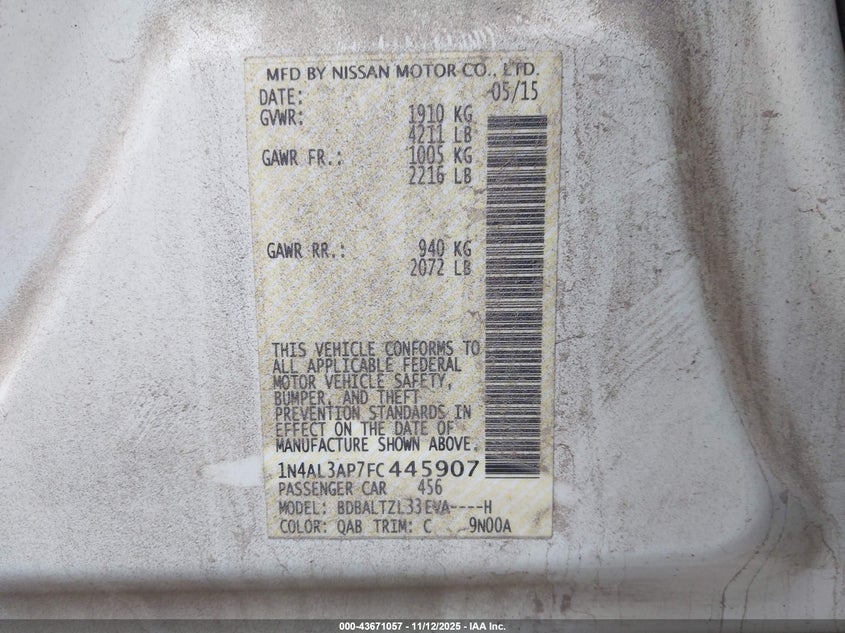 MFD BY NISSAN MOTOR CO., LTD.
DATE: 05/15
GVWR: 1910 KG
4211 LB
GAWR FR.: 1005 KG
2216 LB
GAWR RR.: 940 KG
2072 LB
THIS VEHICLE CONFORMS TO
ALL APPLICABLE FEDERAL
MOTOR VEHICLE SAFETY,
BUMPER, AND THEFT
PREVENTION STANDARDS IN
EFFECT ON THE DATE OF
MANUFACTURE SHOWN ABOVE.
1N4AL3AP7FC445907
PASSENGER CAR 456
MODEL: BDBALTZL33EVA----H
COLOR: QAB TRIM: C 9N00A
000-43671057 - 11/12/2025 - IAA Inc.